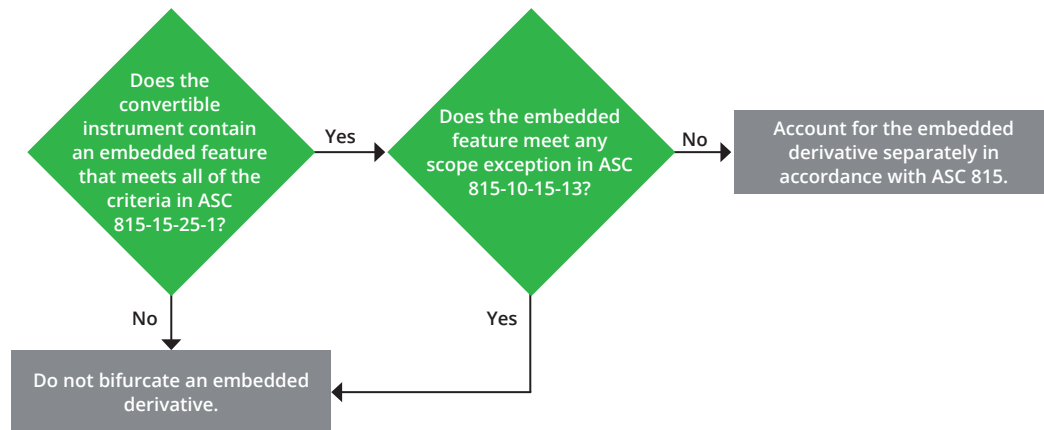 Does the
convertible
instrument contain
an embedded feature
that meets all of the
criteria in ASC
815-15-25-1?
Yes
Does the embedded
feature meet any
scope exception in ASC
815-10-15-13?
No
Account for the embedded
derivative separately in
accordance with ASC 815.
No
Yes
Do not bifurcate an embedded
derivative.